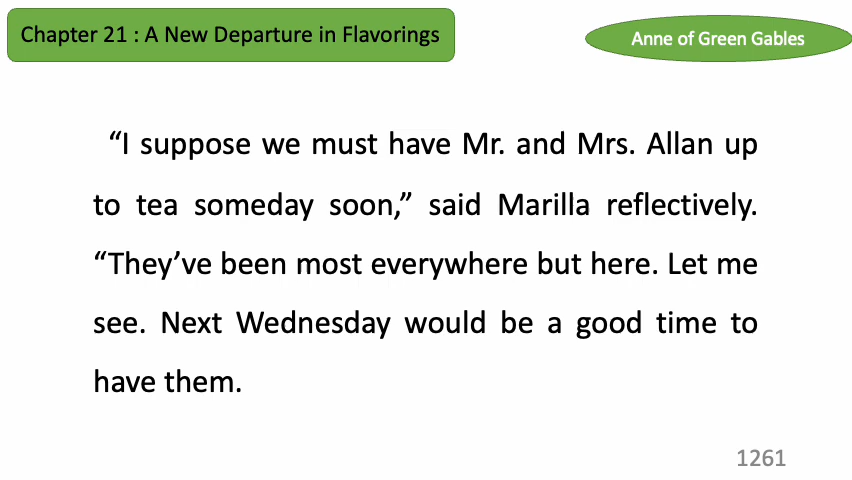 Chapter 21 : A New Departure in Flavorings
Anne of Green Gables
“I suppose we must have Mr. and Mrs. Allan up
to tea someday soon,” said Marilla reflectively.
“They’ve been most everywhere but here. Let me
see. Next Wednesday would be a good time to
have them.
1261